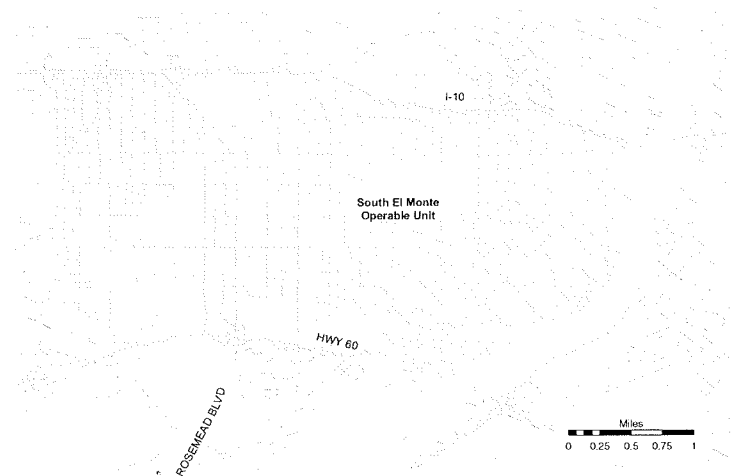 I-10
South El Monte
Operable Unit
HWY 60
ROSEMEAD BLVD
Miles
0 0.25 0.5 0.75 1